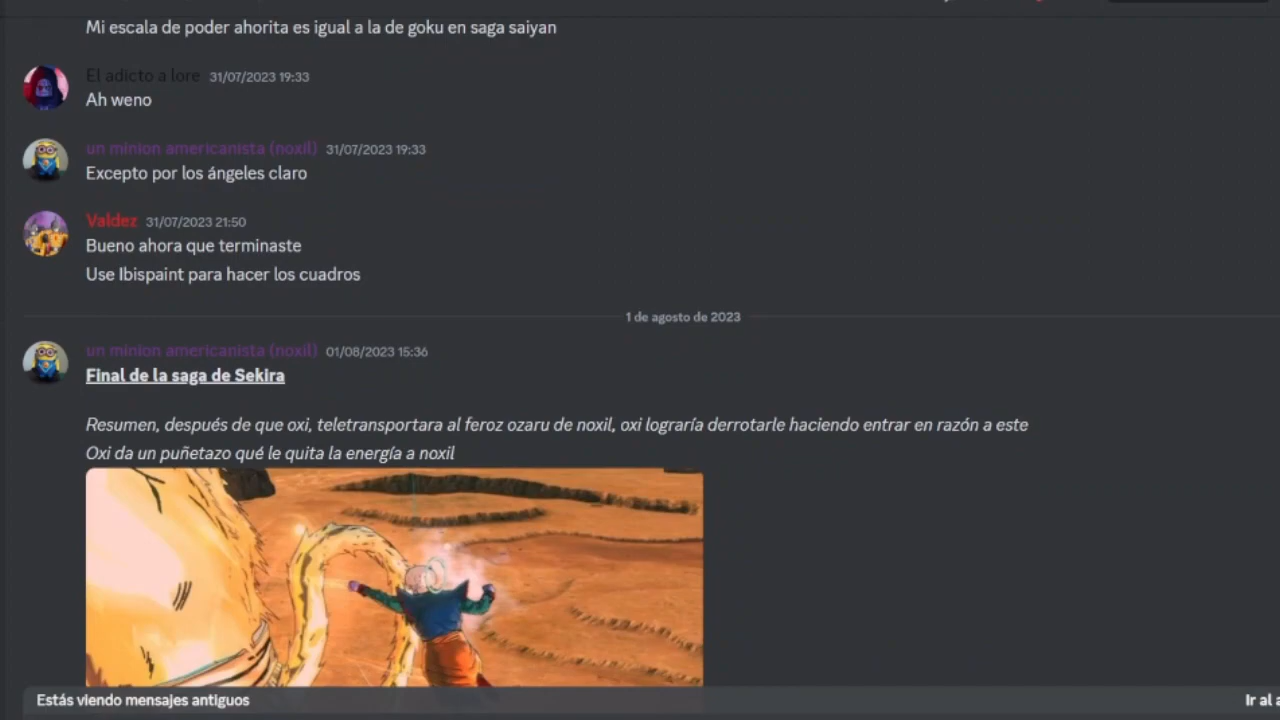 Mi escala de poder ahorita es igual a la de goku en saga saiyan
El adicto a lore 31/07/2023 19:33
Ah weno
un minion americanista (noxil) 31/07/2023 19:33
Excepto por los ángeles claro
Valdez 31/07/2023 21:50
Bueno ahora que terminaste
Use Ibispaint para hacer los cuadros
1 de agosto de 2023
un minion americanista (noxil) 01/08/2023 15:36
Final de la saga de Sekira
Resumen, después de que oxi, teletransportara al feroz ozaru de noxil, oxi lograría derrotarle haciendo entrar en razón a este
Oxi da un puñetazo qué le quita la energía a noxil
Estás viendo mensajes antiguos Ir al a